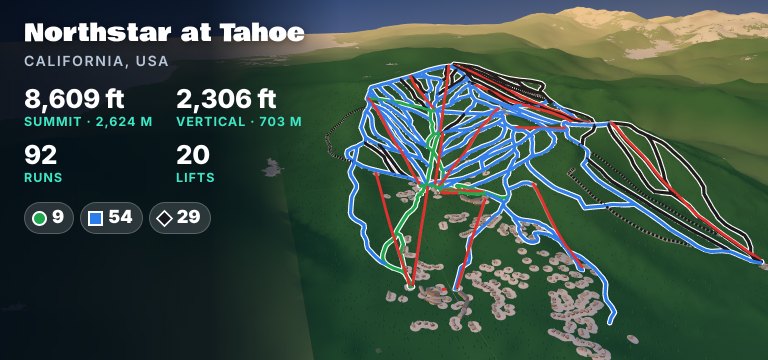 Northstar at Tahoe
CALIFORNIA, USA
8,609 ft 2,306 ft
SUMMIT · 2,624 M VERTICAL · 703 M
92 20
RUNS LIFTS
9 54 29